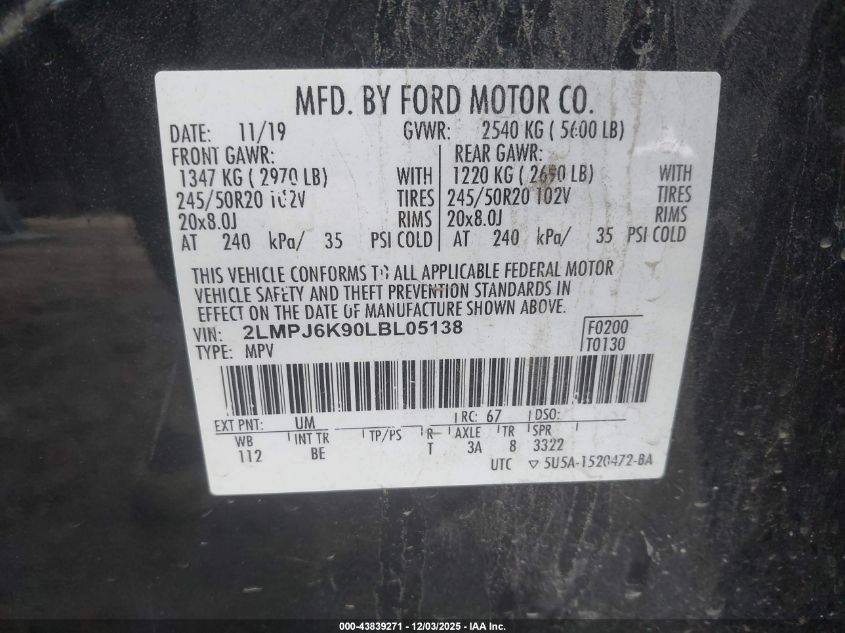 MFD. BY FORD MOTOR CO.
DATE: 11/19 GVWR: 2540 KG ( 5600 LB)
FRONT GAWR: REAR GAWR:
1347 KG ( 2970 LB) WITH 1220 KG ( 2690 LB) WITH
245/50R20 102V TIRES 245/50R20 102V TIRES
20x8.0J RIMS 20x8.0J RIMS
AT 240 kPa/ 35 PSI COLD AT 240 kPa/ 35 PSI COLD
THIS VEHICLE CONFORMS TO ALL APPLICABLE FEDERAL MOTOR
VEHICLE SAFETY AND THEFT PREVENTION STANDARDS IN
EFFECT ON THE DATE OF MANUFACTURE SHOWN ABOVE.
VIN: 2LMPJ6K90LBL05138 F0200
TYPE: MPV T0130
EXT PNT: UM RC: 67 DSO:
WB INT TR TP/PS R AXLE TR SPR
112 BE T 3A 8 3322
UTC ▽ 5U5A-1520472-BA
000-43839271 - 12/03/2025 - IAA Inc.